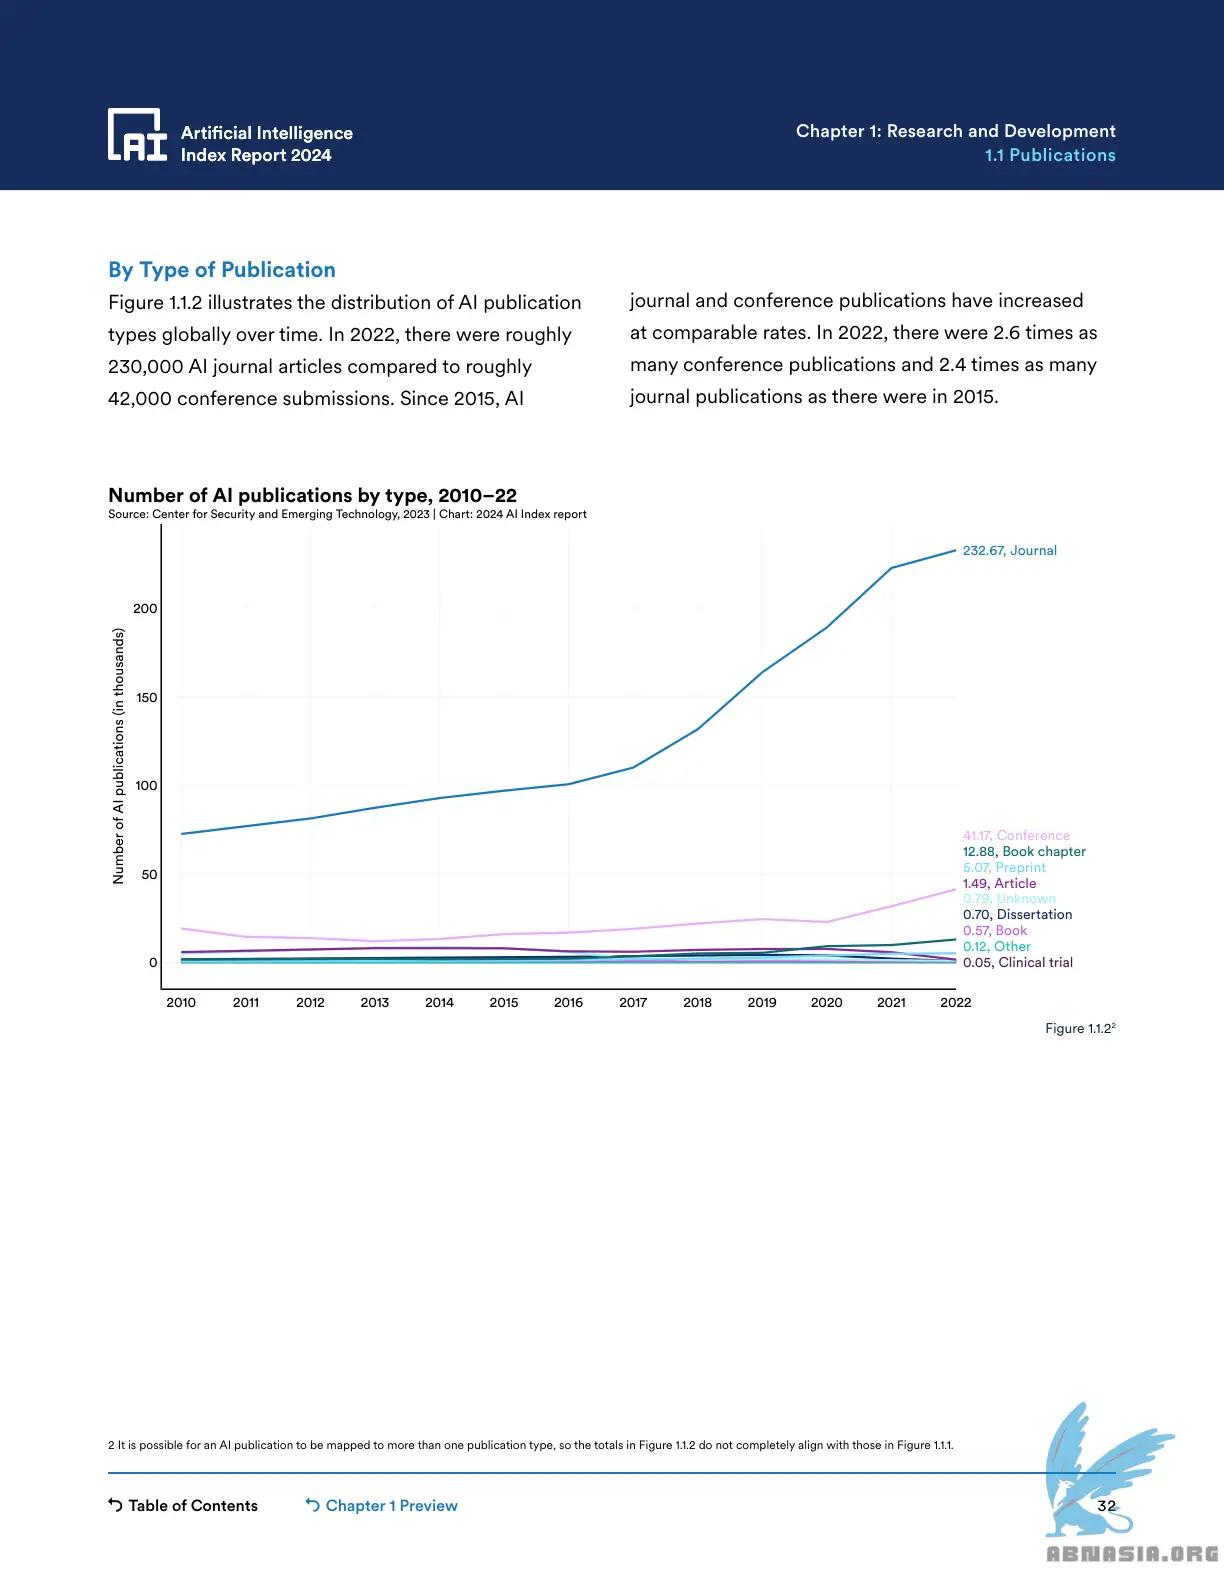 Artificial Intelligence
Index Report 2024
Chapter 1: Research and Development
1.1 Publications
By Type of Publication
Figure 1.1.2 illustrates the distribution of AI publication
types globally over time. In 2022, there were roughly
230,000 AI journal articles compared to roughly
42,000 conference submissions. Since 2015, AI
journal and conference publications have increased
at comparable rates. In 2022, there were 2.6 times as
many conference publications and 2.4 times as many
journal publications as there were in 2015.
Number of AI publications by type, 2010–22
Source: Center for Security and Emerging Technology, 2023 | Chart: 2024 AI Index report
Number of AI publications (in thousands)
200
150
100
50
0
232.67, Journal
41.17, Conference
12.88, Book chapter
5.07, Preprint
1.49, Article
0.79, Unknown
0.70, Dissertation
0.57, Book
0.12, Other
0.05, Clinical trial
2010 2011 2012 2013 2014 2015 2016 2017 2018 2019 2020 2021 2022
Figure 1.1.2²
2 It is possible for an AI publication to be mapped to more than one publication type, so the totals in Figure 1.1.2 do not completely align with those in Figure 1.1.1.
Table of Contents
Chapter 1 Preview
32
ABNASIA.ORG